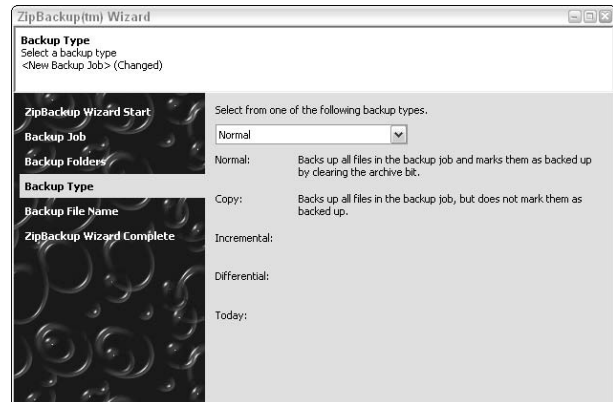 ZipBackup(tm) Wizard
Backup Type
Select a backup type
<New Backup Job> (Changed)
ZipBackup Wizard Start
Backup Job
Backup Folders
Backup Type
Backup File Name
ZipBackup Wizard Complete
Select from one of the following backup types.
Normal
Normal: Backs up all files in the backup job and marks them as backed up
by clearing the archive bit.
Copy: Backs up all files in the backup job, but does not mark them as
backed up.
Incremental:
Differential:
Today: